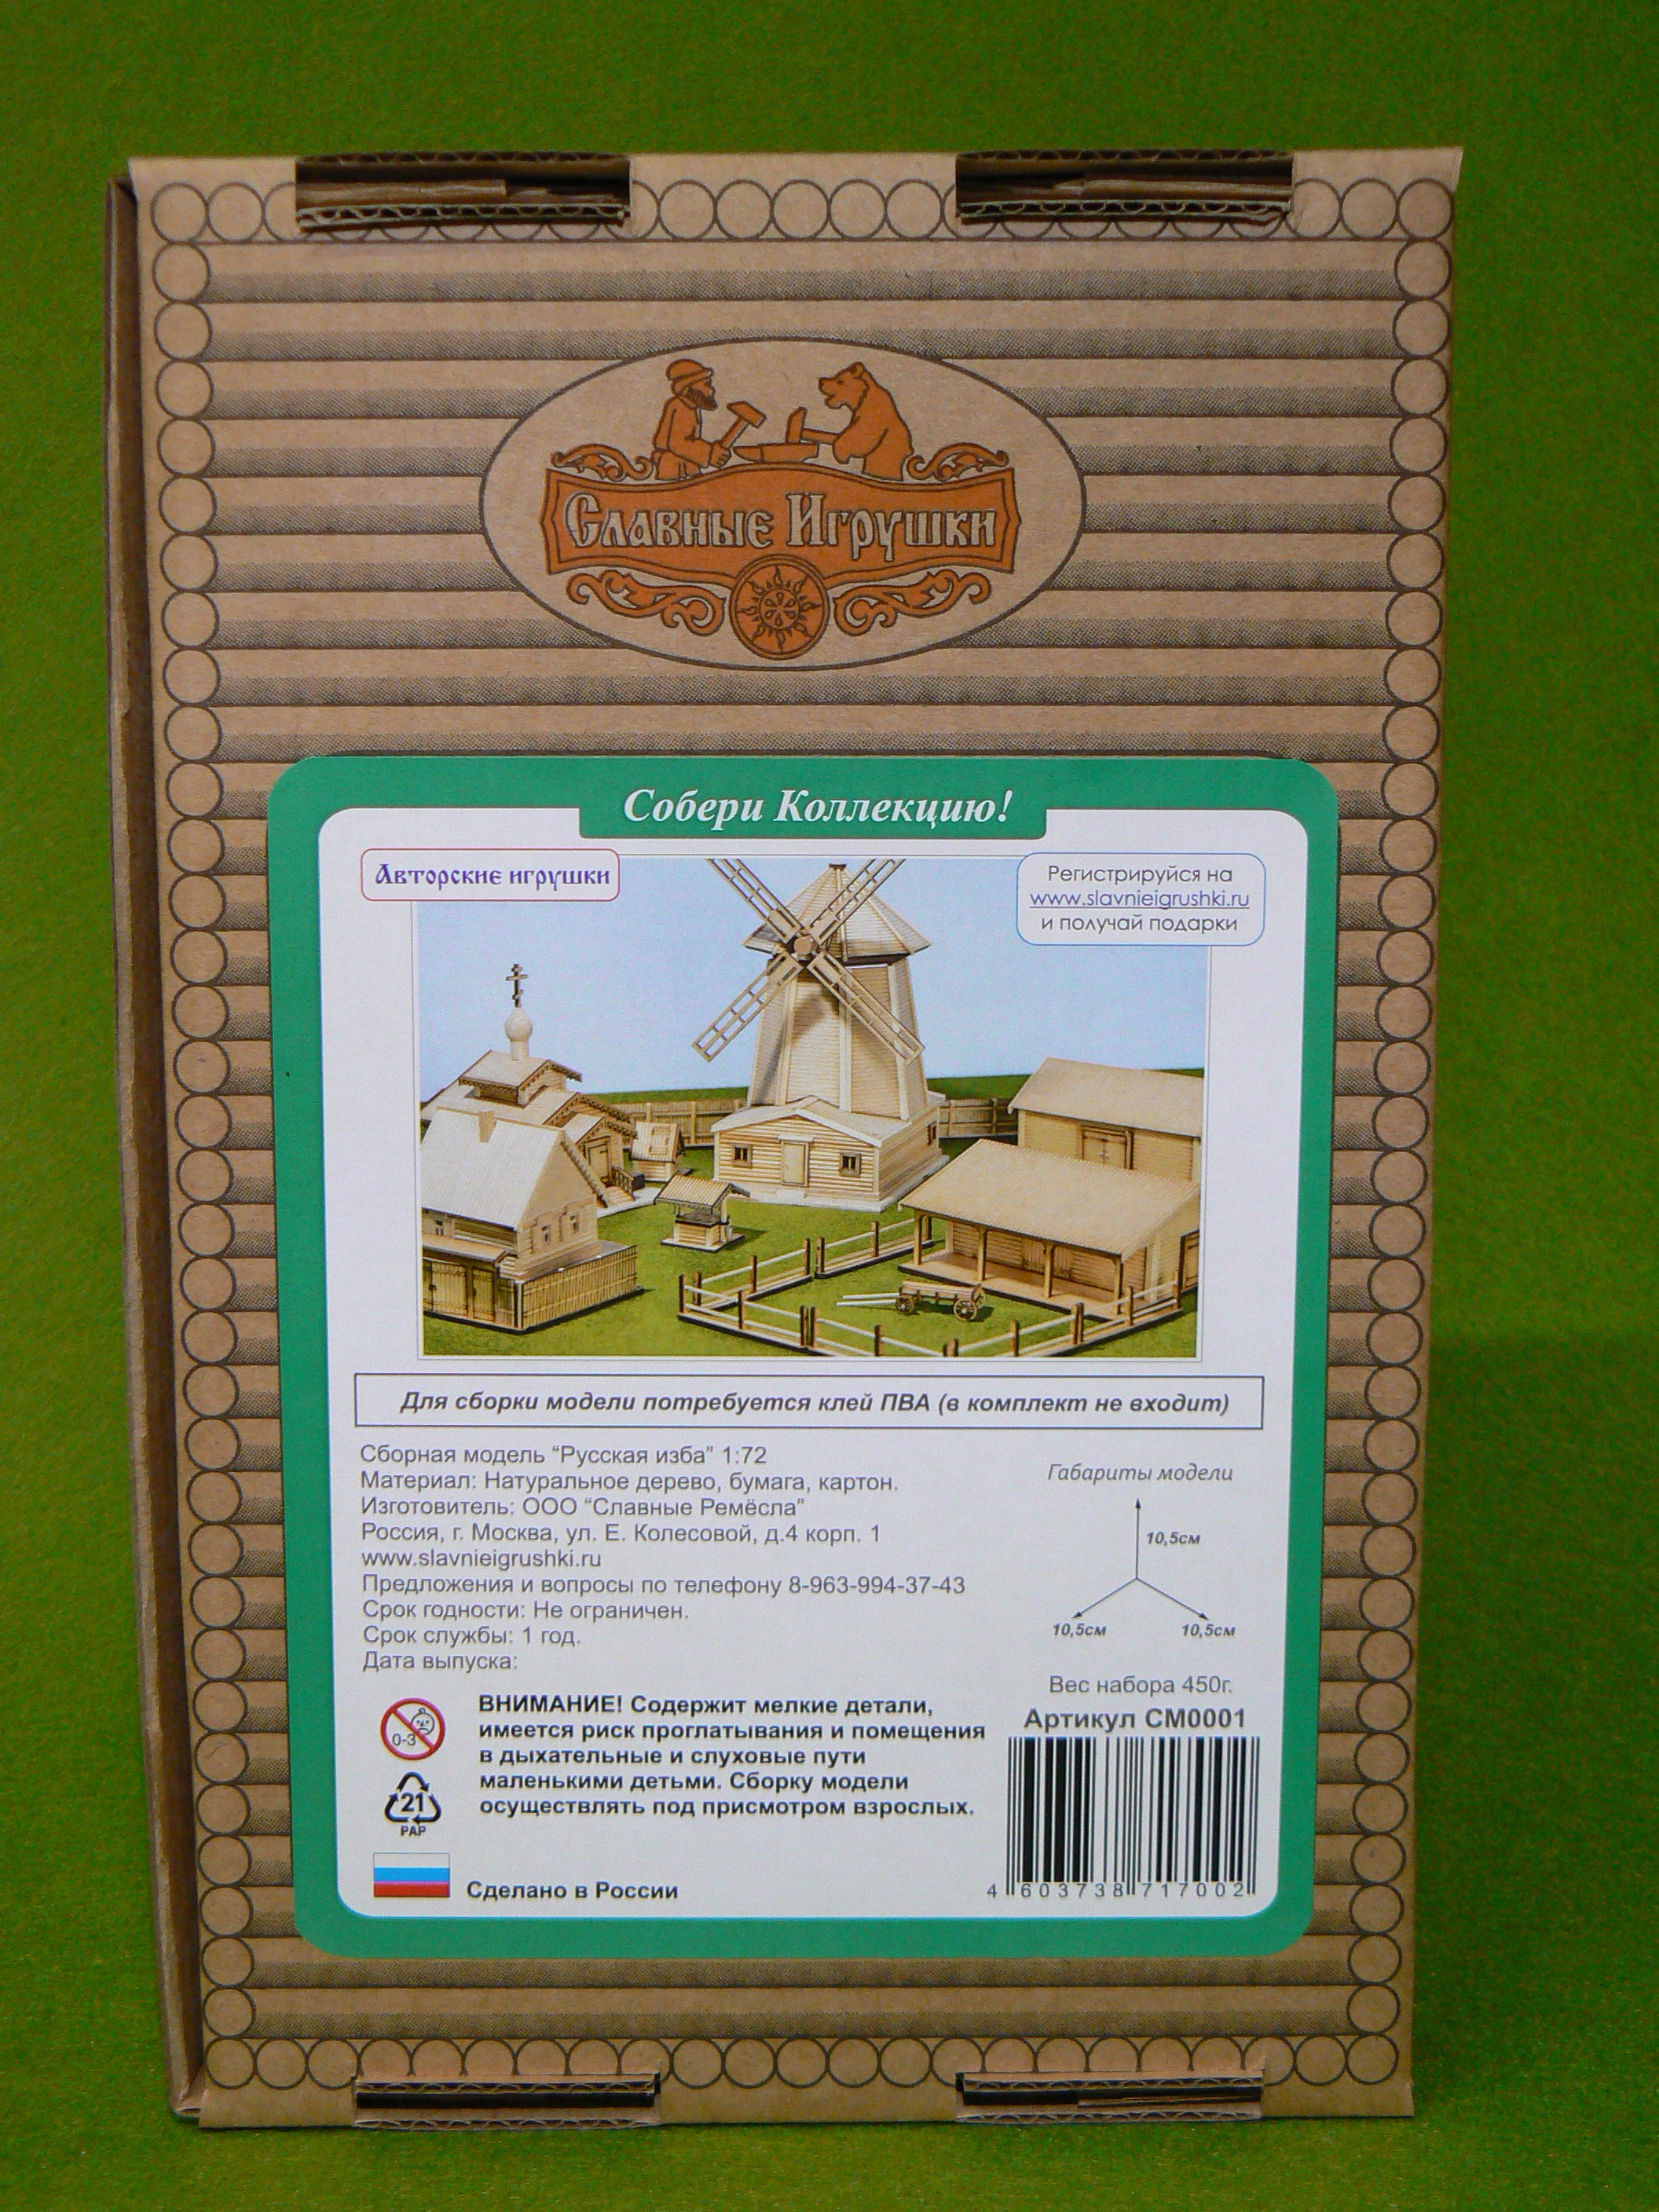 Славные Игрушки
Собери Коллекцию!
Авторские игрушки
Регистрируйся на
www.slavnieigrushki.ru
и получай подарки
Для сборки модели потребуется клей ПВА (в комплект не входит)
Сборная модель “Русская изба” 1:72
Материал: Натуральное дерево, бумага, картон.
Изготовитель: ООО “Славные Ремёсла”
Россия, г. Москва, ул. Е. Колесовой, д.4 корп. 1
www.slavnieigrushki.ru
Предложения и вопросы по телефону 8-963-994-37-43
Срок годности: Не ограничен.
Срок службы: 1 год.
Дата выпуска:
Габариты модели
10,5см
10,5см
10,5см
Вес набора 450г.
Артикул СМ0001
4 603738 717002
0-3
ВНИМАНИЕ! Содержит мелкие детали,
имеется риск проглатывания и помещения
в дыхательные и слуховые пути
маленькими детьми. Сборку модели
осуществлять под присмотром взрослых.
21
PAP
Сделано в России